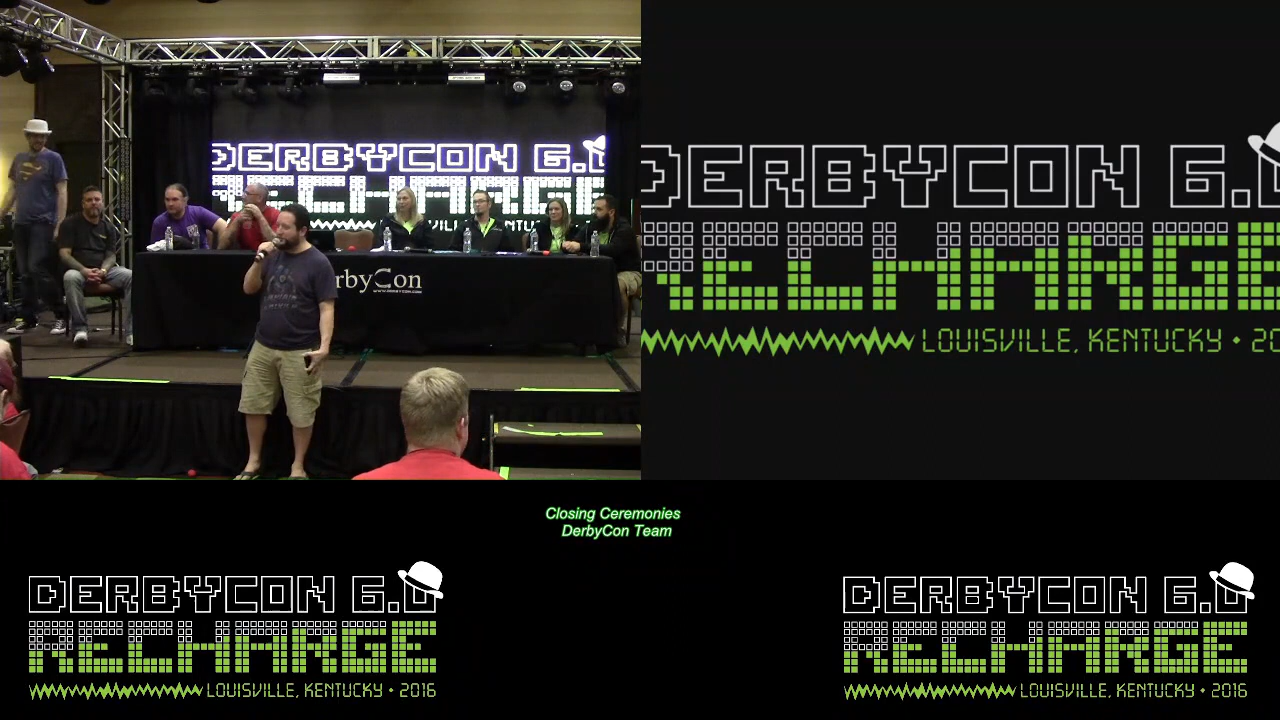 DERBYCON 6.0
RECHARGE
LOUISVILLE, KENTUCKY • 20
DERBYCON 6.0
RECHARGE
rbyCon
Closing Ceremonies
DerbyCon Team
DERBYCON 6.0
RECHARGE
LOUISVILLE, KENTUCKY • 2016
DERBYCON 6.0
RECHARGE
LOUISVILLE, KENTUCKY • 2016